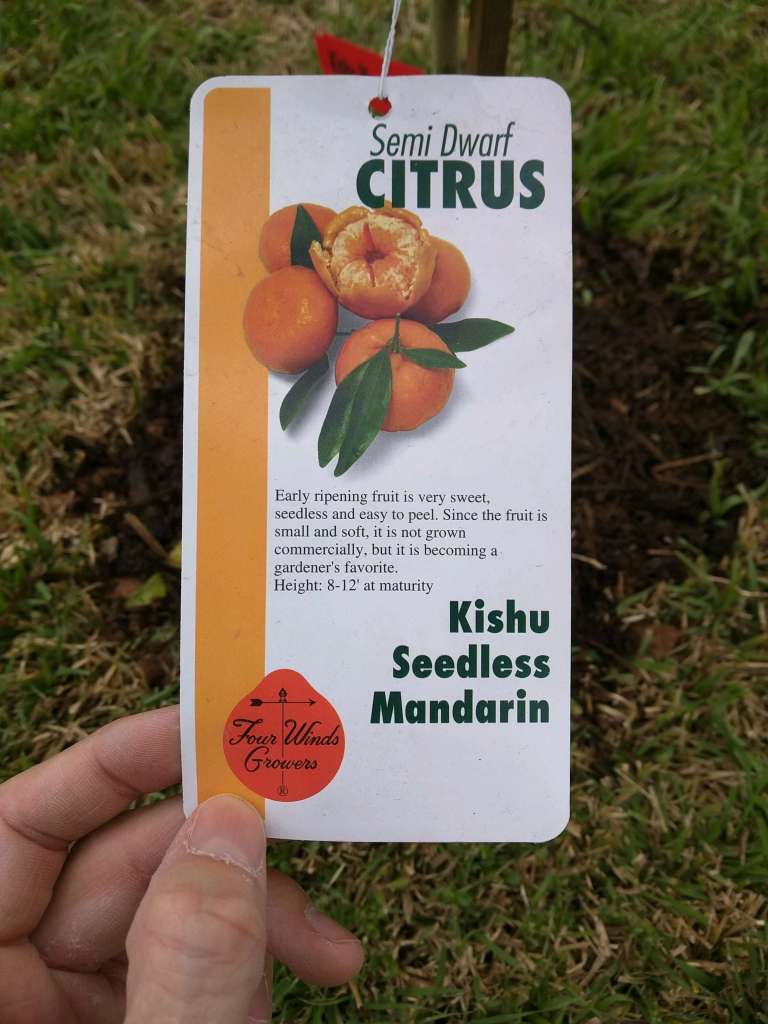 Semi Dwarf
CITRUS
Early ripening fruit is very sweet,
seedless and easy to peel. Since the fruit is
small and soft, it is not grown
commercially, but it is becoming a
gardener's favorite.
Height: 8-12' at maturity
Kishu
Seedless
Mandarin
Four Winds
Growers
®